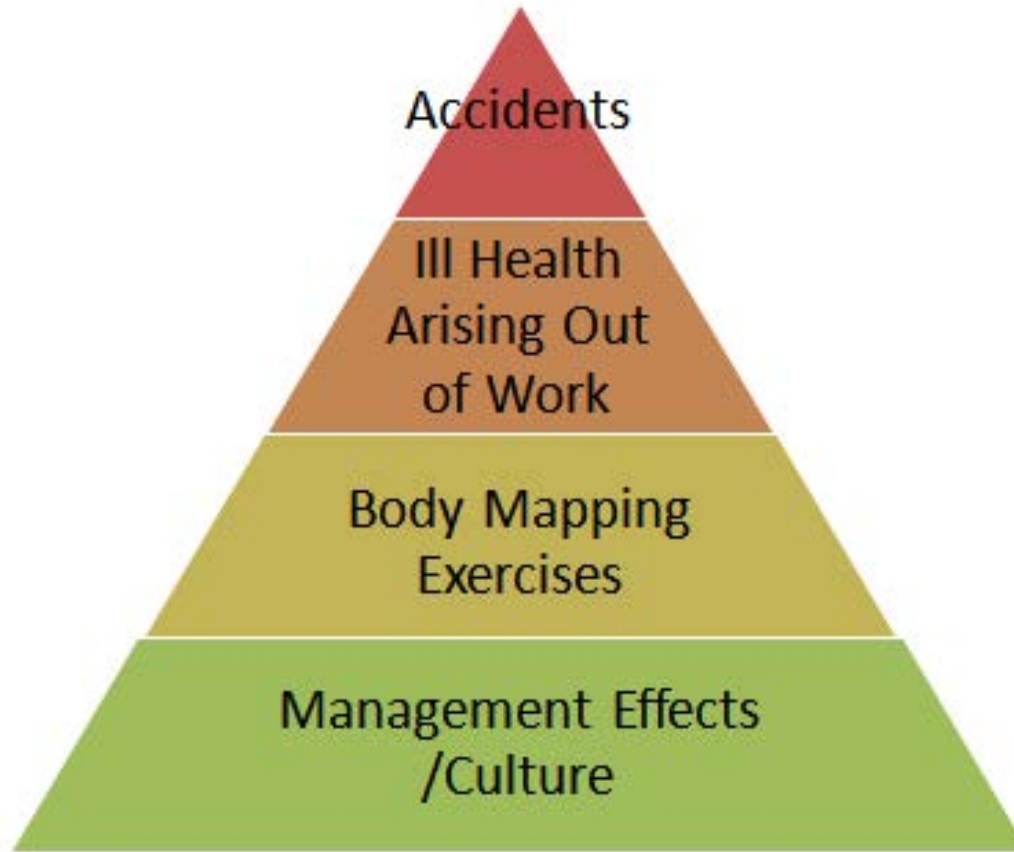 Accidents
Ill Health
Arising Out
of Work
Body Mapping
Exercises
Management Effects
/Culture